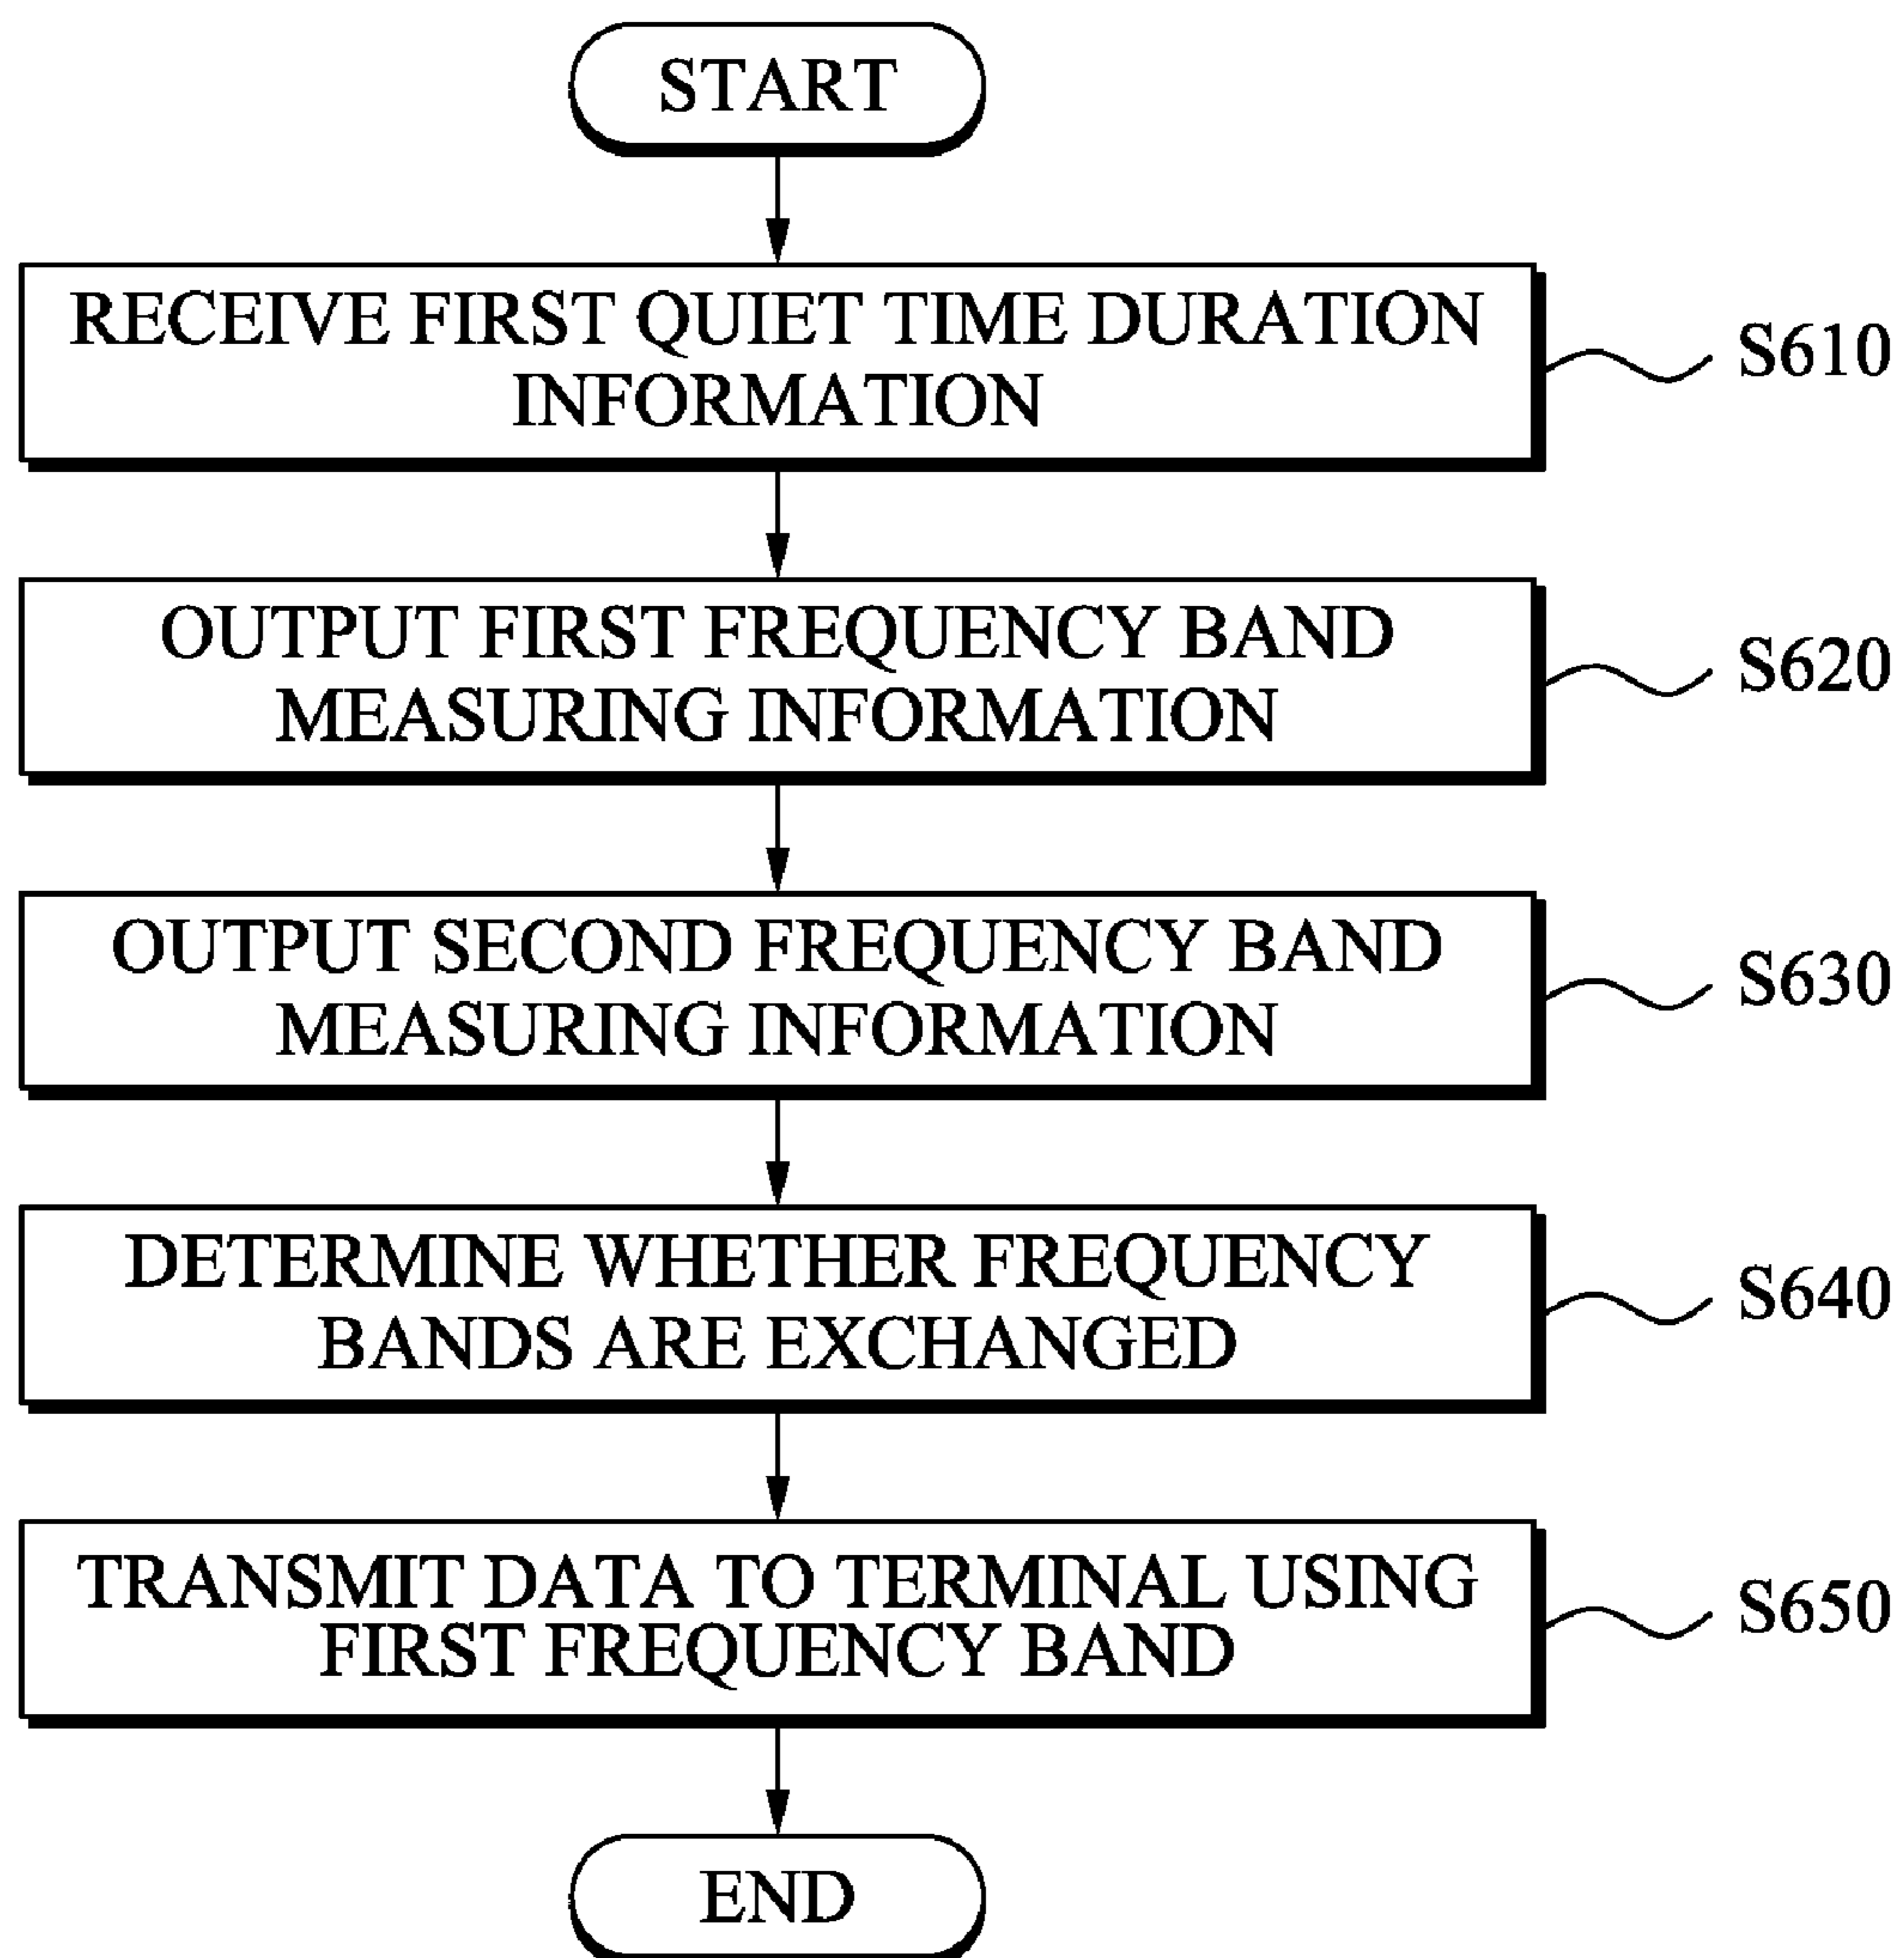 START
RECEIVE FIRST QUIET TIME DURATION
INFORMATION
S610
OUTPUT FIRST FREQUENCY BAND
MEASURING INFORMATION
S620
OUTPUT SECOND FREQUENCY BAND
MEASURING INFORMATION
S630
DETERMINE WHETHER FREQUENCY
BANDS ARE EXCHANGED
S640
TRANSMIT DATA TO TERMINAL USING
FIRST FREQUENCY BAND
S650
END